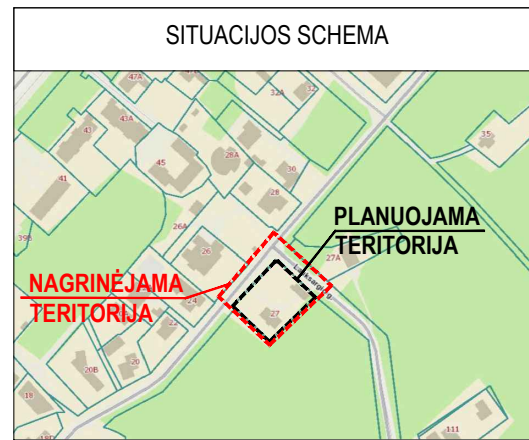 SITUACIJOS SCHEMA
47A
32A
32
43A
43
35
45
28A
30
41
28
26A
PLANUOJAMA
TERITORIJA
39B
26
27A
NAGRINĖJAMA
TERITORIJA
24
27
22
20
20B
18
111